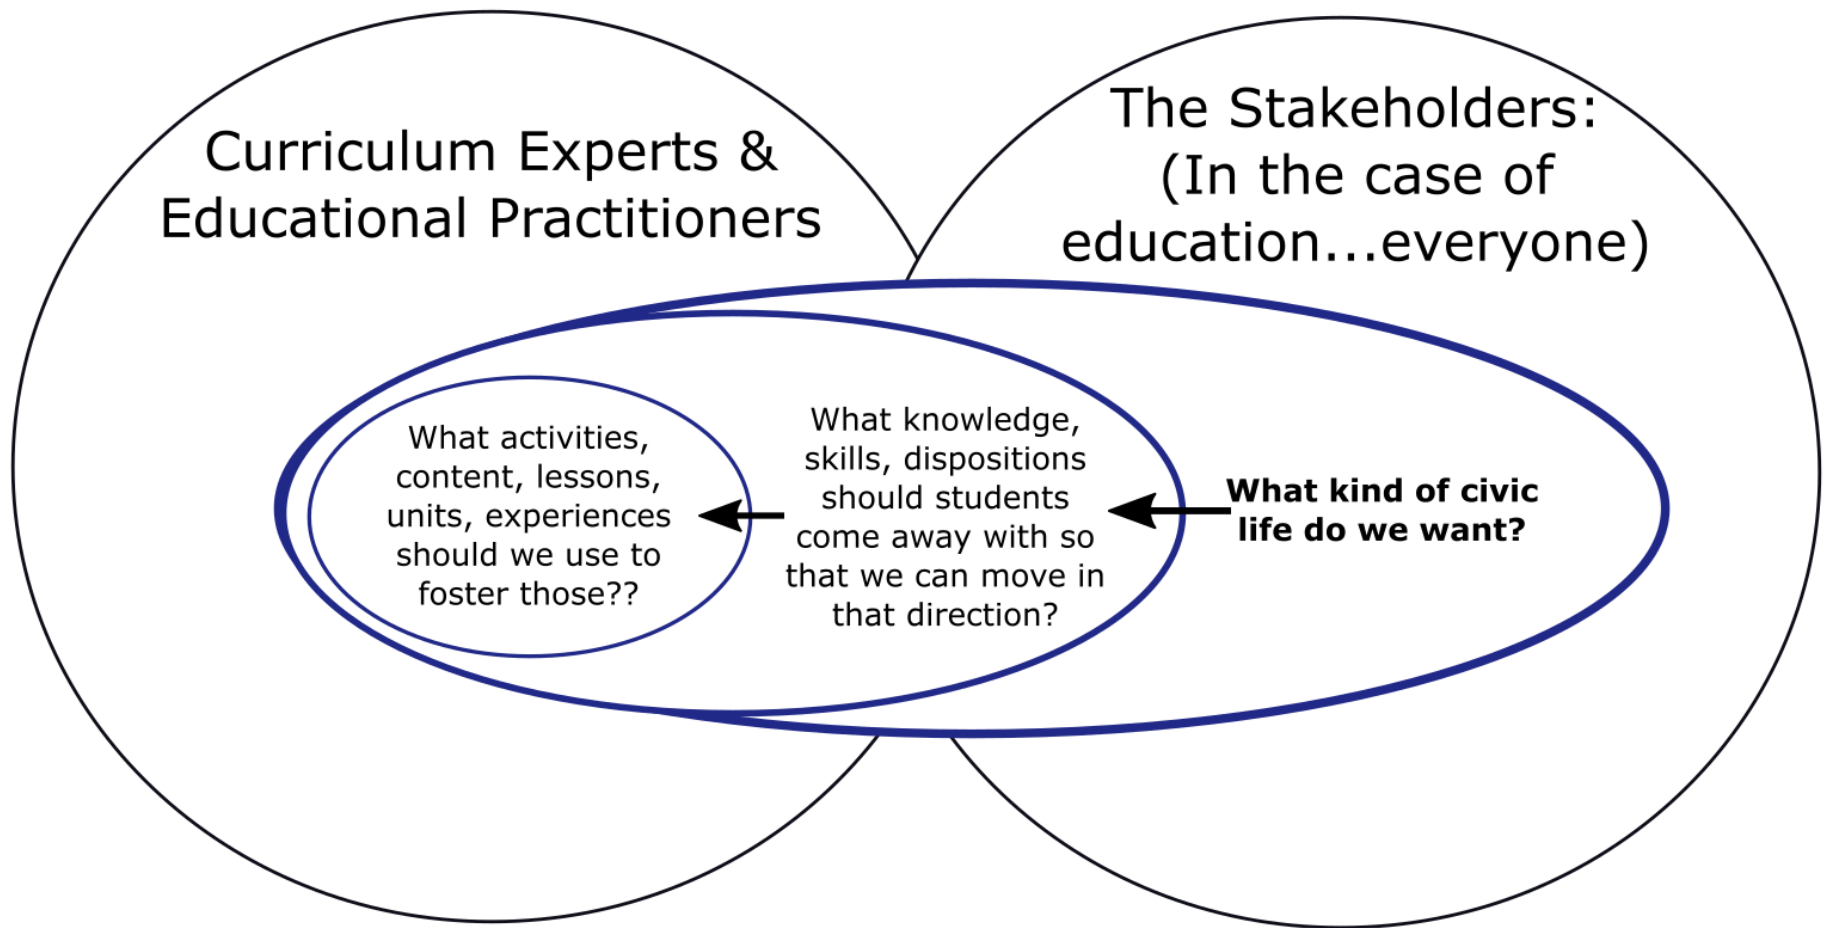 Curriculum Experts &
Educational Practitioners
The Stakeholders:
(In the case of
education...everyone)
What activities,
content, lessons,
units, experiences
should we use to
foster those??
What knowledge,
skills, dispositions
should students
come away with so
that we can move in
that direction?
What kind of civic
life do we want?